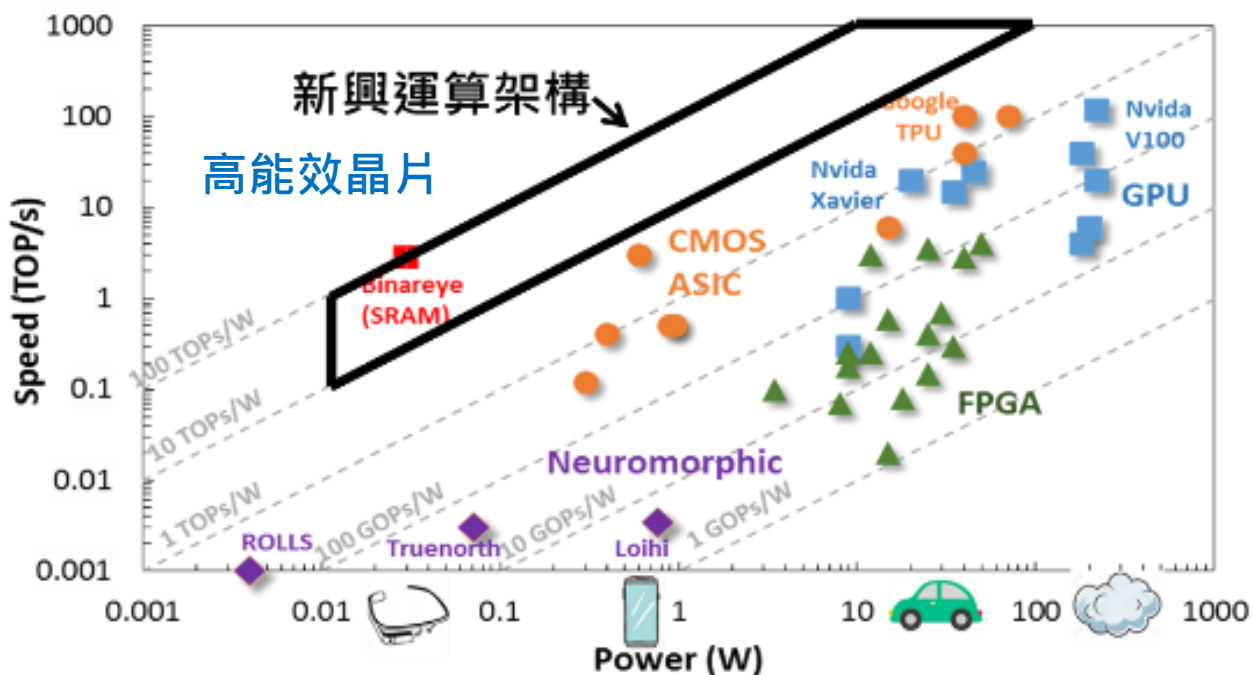 1000
100
10
1
0.1
0.01
0.001
Speed (TOP/s)
新興運算架構
高能效晶片
Binareye
(SRAM)
CMOS
ASIC
Google
TPU
Nvida
Xavier
Nvida
V100
GPU
FPGA
Neuromorphic
ROLLS
Truenorth
Loihi
100 TOPs/W
10 TOPs/W
1 TOPs/W
100 GOPs/W
10 GOPs/W
1 GOPs/W
0.001
0.01
0.1
1
10
100
1000
Power (W)